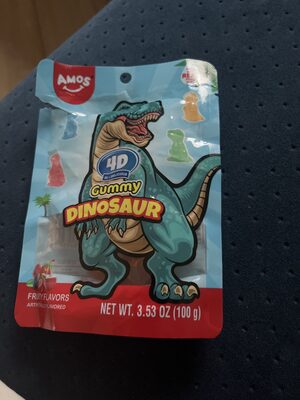 AMOS
4D
Gummy
DINOSAUR
FRUIT FLAVORS
ARTIFICIALLY FLAVORED
NET WT. 3.53 OZ (100 g)